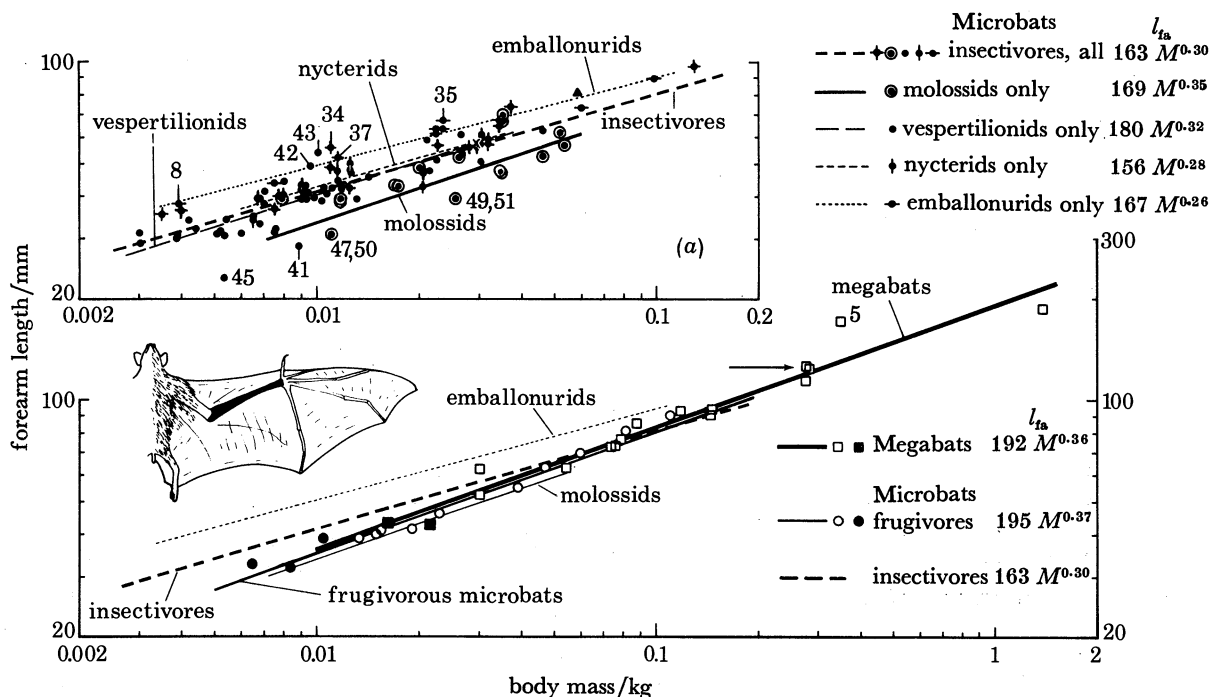 Microbats l_fa
insectivores, all 163 M^0.30
molossids only 169 M^0.35
vespertilionids only 180 M^0.32
nycterids only 156 M^0.28
emballonurids only 167 M^0.26
100
20
vespertilionids
nycterids
emballonurids
insectivores
molossids
8
42
43
34
37
35
49,51
47,50
41
45
(a)
0.002 0.01 0.1 0.2
forearm length/mm
300
megabats
5
100
100
emballonurids
l_fa
Megabats 192 M^0.36
Microbats
frugivores 195 M^0.37
insectivores 163 M^0.30
molossids
insectivores
frugivorous microbats
20
20
0.002 0.01 0.1 1 2
body mass/kg